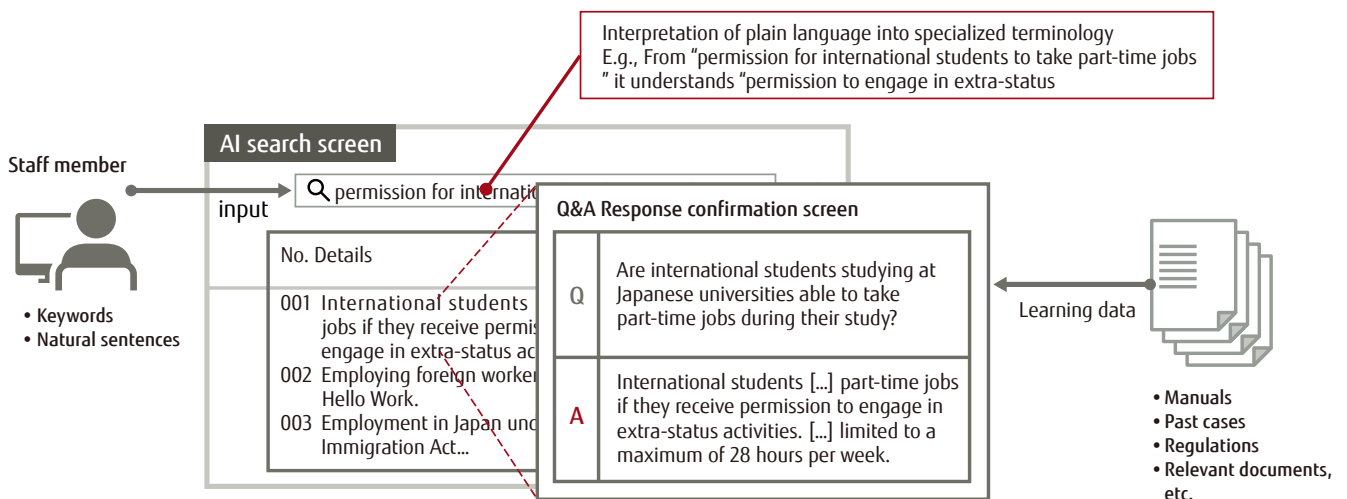 Interpretation of plain language into specialized terminology
E.g., From “permission for international students to take part-time jobs
” it understands “permission to engage in extra-status
AI search screen
Staff member
input
permission for internatio
• Keywords
• Natural sentences
No. Details
001 International students
jobs if they receive permis
engage in extra-status ac
002 Employing foreign worker
Hello Work.
003 Employment in Japan und
Immigration Act...
Q&A Response confirmation screen
Q
Are international students studying at
Japanese universities able to take
part-time jobs during their study?
A
International students [...] part-time jobs
if they receive permission to engage in
extra-status activities. [...] limited to a
maximum of 28 hours per week.
Learning data
• Manuals
• Past cases
• Regulations
• Relevant documents,
etc.